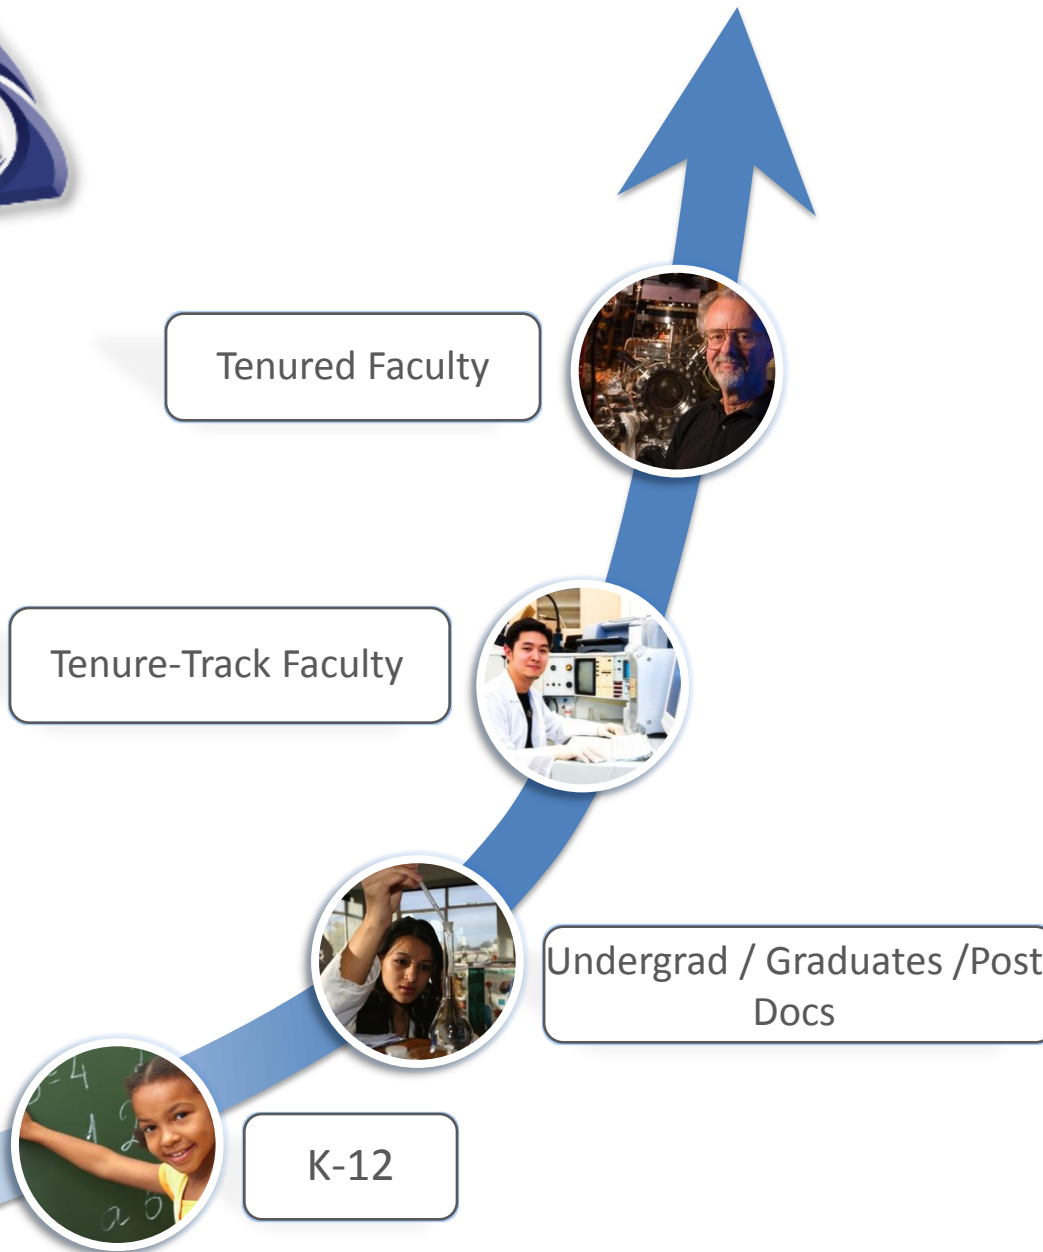 Tenured Faculty
Tenure-Track Faculty
Undergrad / Graduates /Post
Docs
K-12